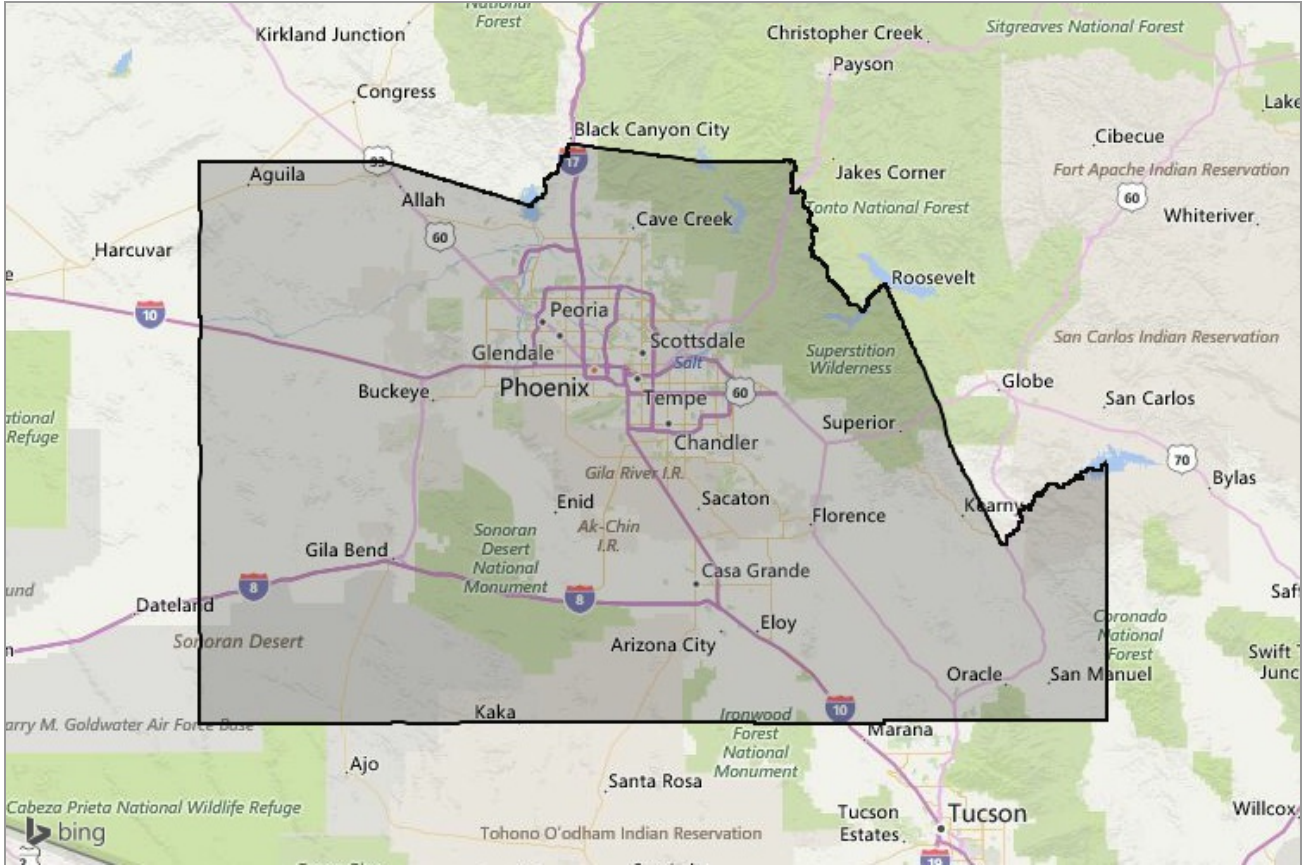 National
Forest
Kirkland Junction
Christopher Creek
Sitgreaves National Forest
Payson
Congress
Lake
Black Canyon City
Cibecue
93
17
Aguila
Jakes Corner
Fort Apache Indian Reservation
Allah
60
Tonto National Forest
Whiteriver
Cave Creek
60
Harcuvar
e
Roosevelt
10
Peoria
Scottsdale
San Carlos Indian Reservation
Glendale
Salt
Superstition
Wilderness
Phoenix
Globe
Buckeye
60
Tempe
San Carlos
ational
Refuge
Superior
Chandler
70
Gila River I.R.
Bylas
Enid
Sacaton
Kearny
Florence
Ak-Chin
I.R.
Sonoran
Desert
National
Monument
Gila Bend
Casa Grande
8
8
und
Saf
Dateland
Coronado
National
Forest
Eloy
Sonoran Desert
Arizona City
n
Swift T
Junc
Oracle
San Manuel
10
Kaka
arry M. Goldwater Air Force Base
Ironwood
Forest
National
Monument
Marana
Ajo
Santa Rosa
Cabeza Prieta National Wildlife Refuge
Willcox
Tucson
Tucson
Estates
bing
Tohono O'odham Indian Reservation
2
19